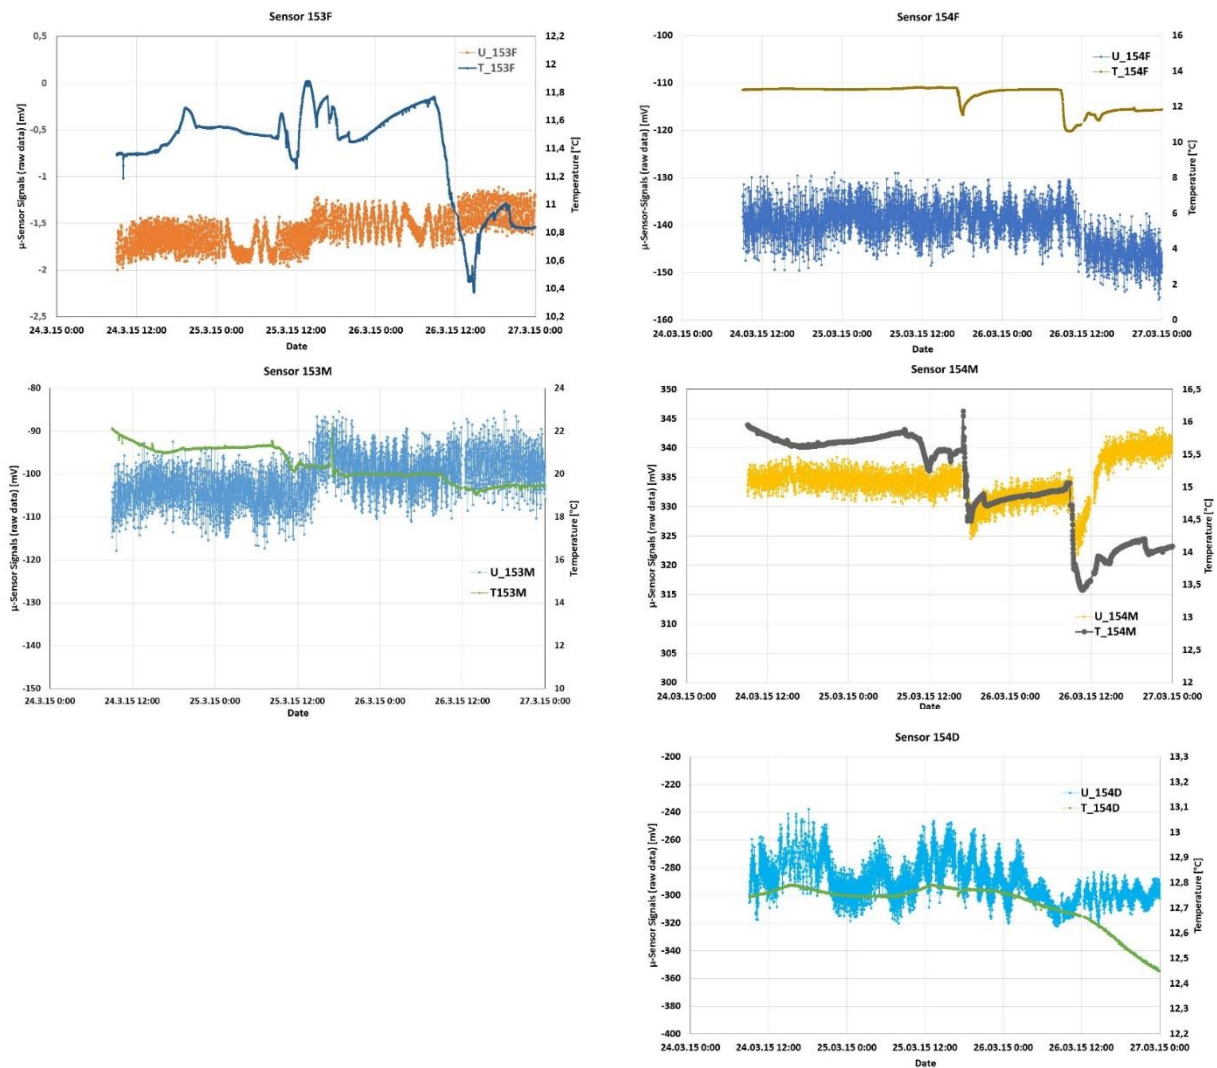 Sensor 153F
0,5
0
-0,5
-1
-1,5
-2
-2,5
µ-Sensor Signals (raw data) [mV]
U_153F
T_153F
12,2
12
11,8
11,6
11,4
11,2
11
10,8
10,6
10,4
10,2
Temperature [°C]
24.3.15 0:00 24.3.15 12:00 25.3.15 0:00 25.3.15 12:00 26.3.15 0:00 26.3.15 12:00 27.3.15 0:00
Date
Sensor 154F
-100
-110
-120
-130
-140
-150
-160
µ-Sensor-Signals (raw data) [mV]
U_154F
T_154F
16
14
12
10
8
6
4
2
0
Temperature [°C]
24.03.15 0:00 24.03.15 12:00 25.03.15 0:00 25.03.15 12:00 26.03.15 0:00 26.03.15 12:00 27.03.15 0:00
Date
Sensor 153M
-80
-90
-100
-110
-120
-130
-140
-150
µ-Sensor Signals (raw data) [mV]
U_153M
T153M
24
22
20
18
16
14
12
10
Temperature [°C]
24.3.15 0:00 24.3.15 12:00 25.3.15 0:00 25.3.15 12:00 26.3.15 0:00 26.3.15 12:00 27.3.15 0:00
Date
Sensor 154M
350
345
340
335
330
325
320
315
310
305
300
µ-Sensor Signals (raw data) [mV]
U_154M
T_154M
16,5
16
15,5
15
14,5
14
13,5
13
12,5
12
Temperature [°C]
24.03.15 0:00 24.03.15 12:00 25.03.15 0:00 25.03.15 12:00 26.03.15 0:00 26.03.15 12:00 27.03.15 0:00
Date
Sensor 154D
-200
-220
-240
-260
-280
-300
-320
-340
-360
-380
-400
µ-Sensor Signals (raw data) [mV]
U_154D
T_154D
13,3
13,2
13,1
13
12,9
12,8
12,7
12,6
12,5
12,4
12,3
12,2
Temperature [°C]
24.03.15 0:00 24.03.15 12:00 25.03.15 0:00 25.03.15 12:00 26.03.15 0:00 26.03.15 12:00 27.03.15 0:00
Date